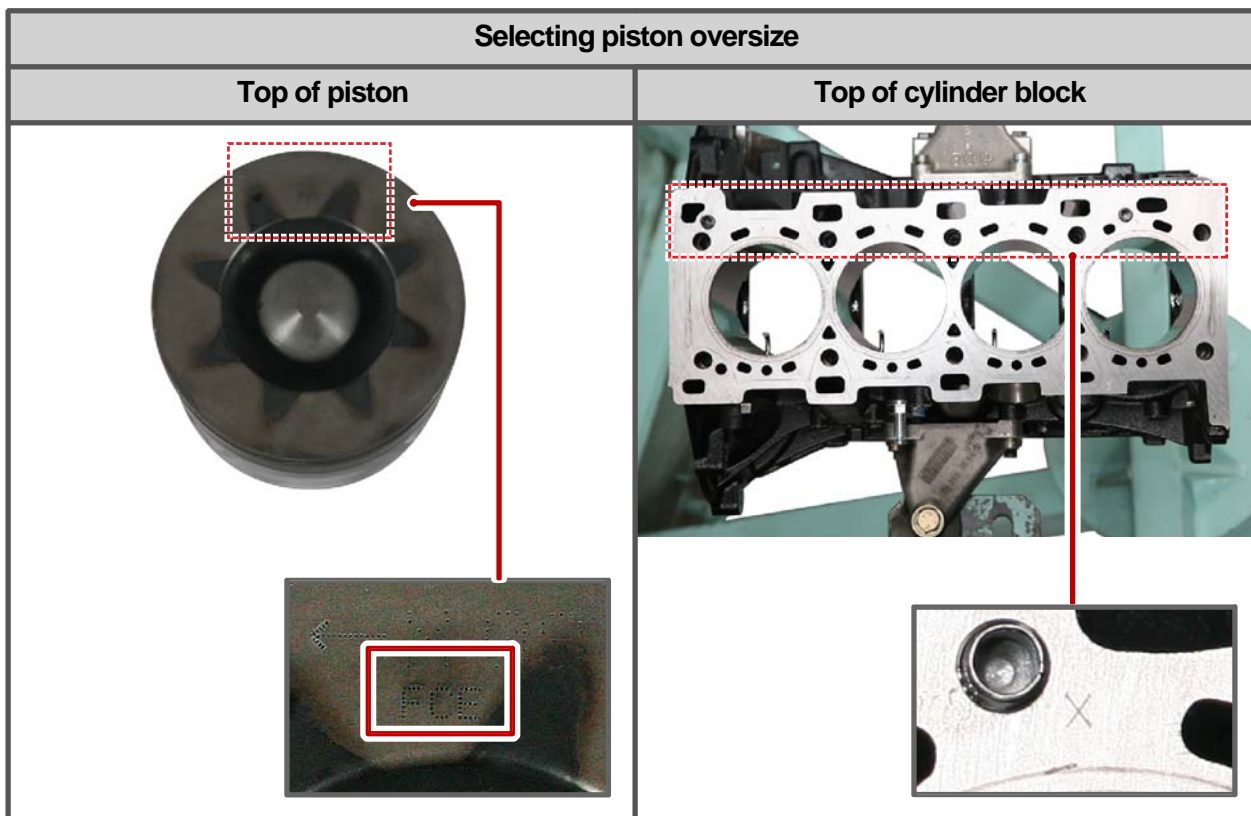 Selecting piston oversize
Top of piston
Top of cylinder block
FCE
X